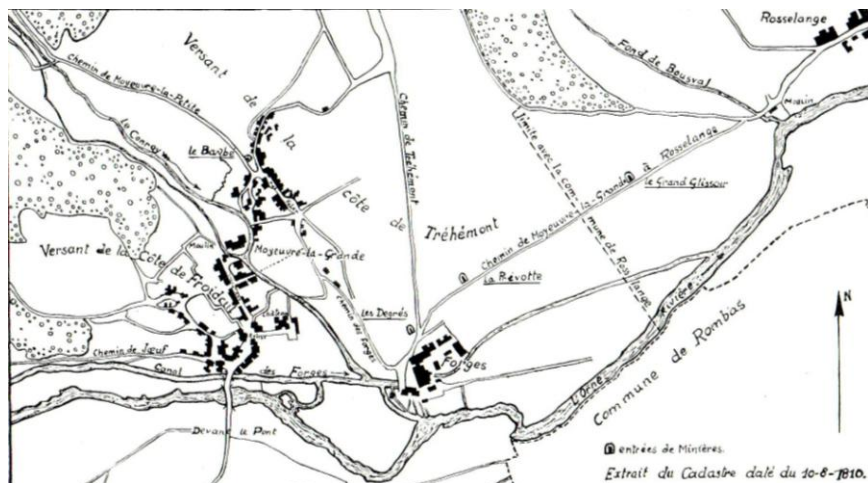 Rosselange
Versant de la côte de Tréhémont
Chemin de Moyeuvre-la-Petite
Fond de Bousval
Moulin
le Conroy
le Barbé
Chemin de Tréhémont
limite avec la commune de Rosselange
Chemin de Moyeuvre-la-Grande à Rosselange
le Grand Glissoir
Versant de la Côte de Froidcul
Moulin
Moyeuvre-la-Grande
la Révotte
Château
Eglise
Chemin des Forges
les Degrés
Chemin de Jœuf
Canal des Forges
Forges
L'Orne Rivière
Commune de Rombas
N
Devant le Pont
entrées de Minières.
Extrait du Cadastre daté du 10-8-1810.